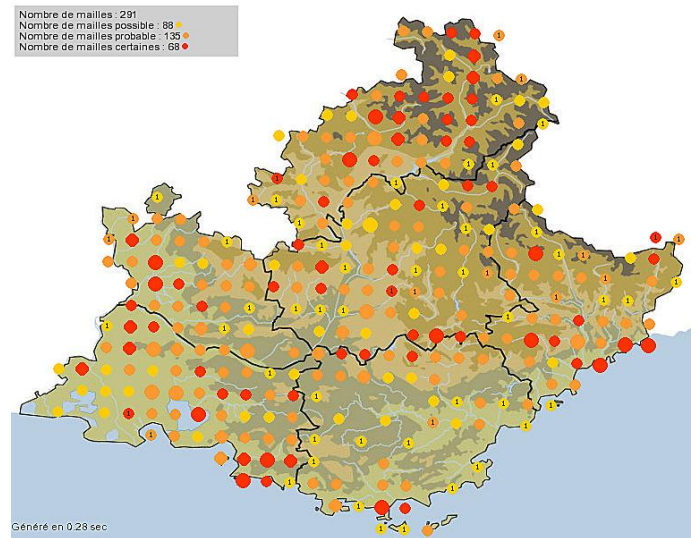 Nombre de mailles : 291
Nombre de mailles possible : 88
Nombre de mailles probable : 135
Nombre de mailles certaines : 68
Généré en 0.28 sec